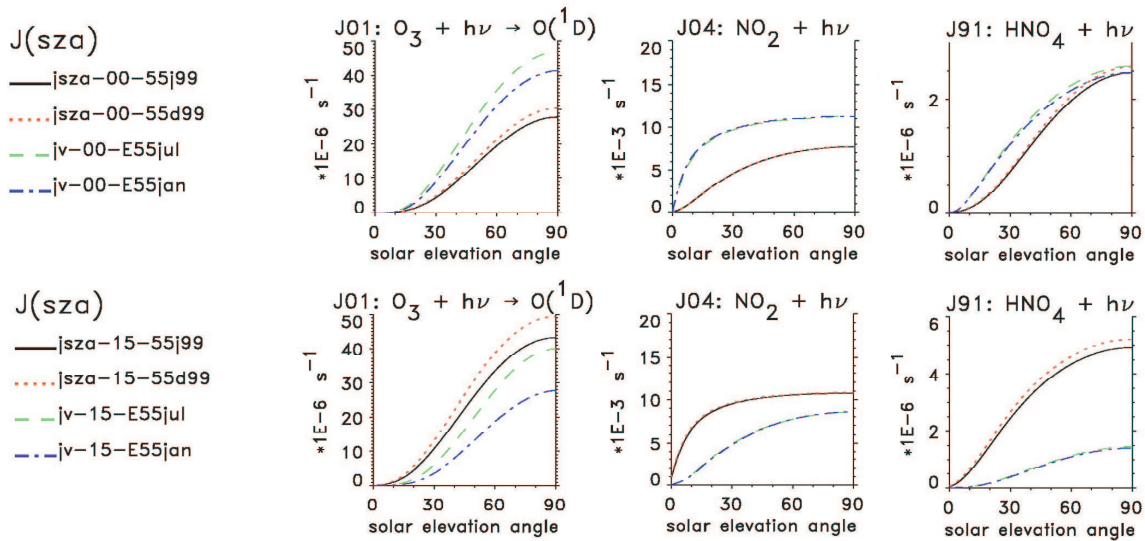 J(sza)
jsza-00-55j99
jsza-00-55d99
jv-00-E55jul
jv-00-E55jan
J01: O₃ + hν → O(¹D)
*1E-6 s⁻¹
50
40
30
20
10
0
0 30 60 90
solar elevation angle
J04: NO₂ + hν
*1E-3 s⁻¹
20
15
10
5
0
0 30 60 90
solar elevation angle
J91: HNO₄ + hν
*1E-6 s⁻¹
2
1
0
0 30 60 90
solar elevation angle
J(sza)
jsza-15-55j99
jsza-15-55d99
jv-15-E55jul
jv-15-E55jan
J01: O₃ + hν → O(¹D)
*1E-6 s⁻¹
50
40
30
20
10
0
0 30 60 90
solar elevation angle
J04: NO₂ + hν
*1E-3 s⁻¹
20
15
10
5
0
0 30 60 90
solar elevation angle
J91: HNO₄ + hν
*1E-6 s⁻¹
6
5
4
3
2
1
0
0 30 60 90
solar elevation angle